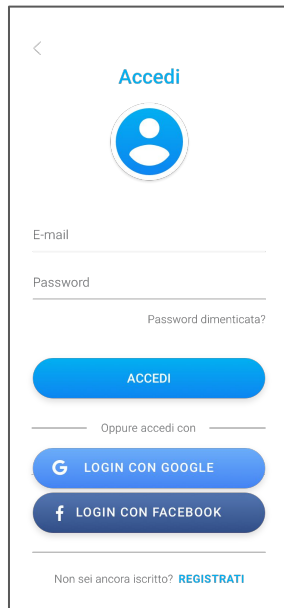 Accedi
E-mail
Password
Password dimenticata?
ACCEDI
Oppure accedi con
G LOGIN CON GOOGLE
f LOGIN CON FACEBOOK
Non sei ancora iscritto? REGISTRATI